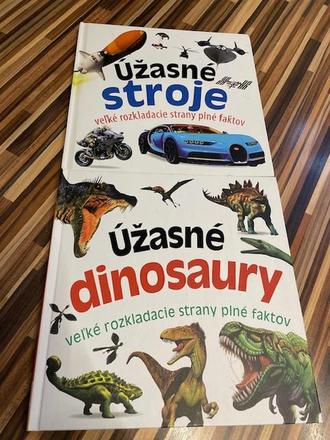 Úžasné
stroje
veľké rozkladacie strany plné faktov
Úžasné
dinosaury
veľké rozkladacie strany plné faktov